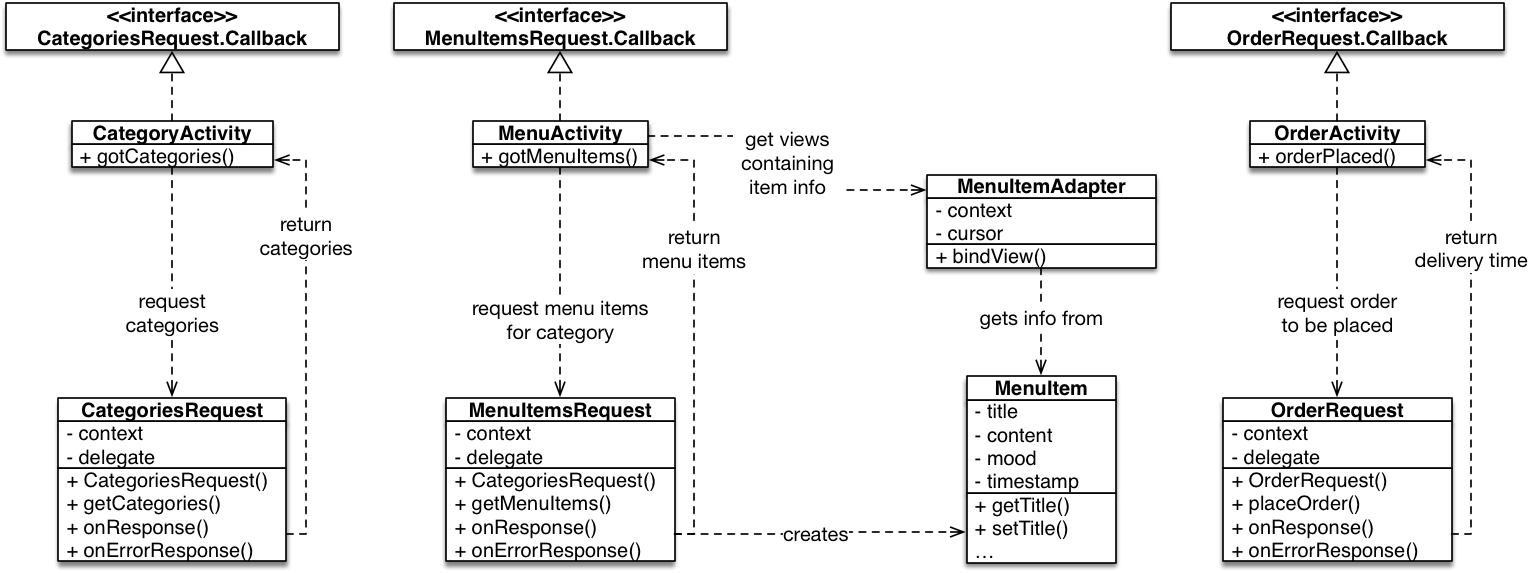 <<interface>>
CategoriesRequest.Callback
<<interface>>
MenuItemsRequest.Callback
<<interface>>
OrderRequest.Callback
CategoryActivity
+ gotCategories()
MenuActivity
+ gotMenuItems()
get views
containing
item info
OrderActivity
+ orderPlaced()
MenuItemAdapter
- context
- cursor
+ bindView()
return
categories
return
menu items
return
delivery time
request
categories
request menu items
for category
gets info from
request order
to be placed
CategoriesRequest
- context
- delegate
+ CategoriesRequest()
+ getCategories()
+ onResponse()
+ onErrorResponse()
MenuItemsRequest
- context
- delegate
+ CategoriesRequest()
+ getMenuItems()
+ onResponse()
+ onErrorResponse()
creates
MenuItem
- title
- content
- mood
- timestamp
+ getTitle()
+ setTitle()
...
OrderRequest
- context
- delegate
+ OrderRequest()
+ placeOrder()
+ onResponse()
+ onErrorResponse()